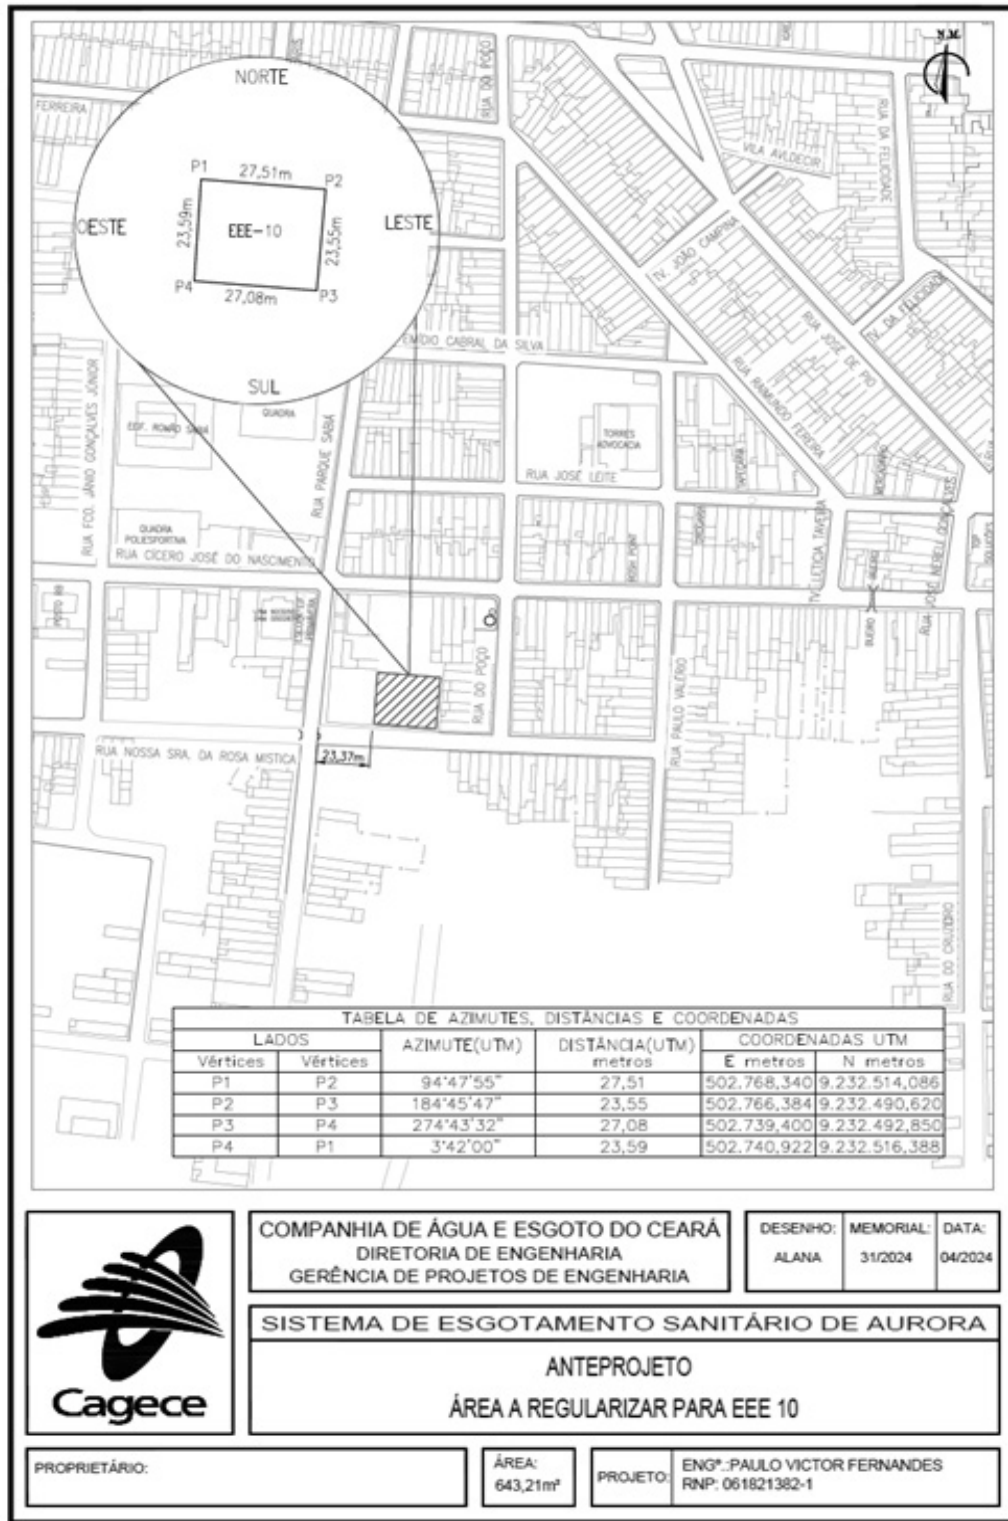 N.M
NORTE
RUA DO POÇO
FERREIRA
RUA DA FELICIDADE
VILA AVLDECIR
P1
27,51m
P2
OESTE
23,59m
EEE-10
23,55m
LESTE
P4
27,08m
P3
TV. JOÃO CAMPINA
TV. DA FELICIDADE
RUA JOSÉ DE PIO
EMÍDIO CABRAL DA SILVA
RUA RAIMUNDO FEREIRA
SUL
QUADRA
EEF. ROMÃO SABIÁ
RUA FCO. JÂNIO GONÇALVES JÚNIOR
RUA PARQUE SABIÁ
TORRES
ADVOCACIA
RUA JOSÉ LEITE
MERCADINHO
QUADRA
POLIESPORTIVA
RUA CÍCERO JOSÉ DO NASCIMENTO
TV. LETÍCIA TAVEIRA
BUEIRO
TOP
BUEIRO
RUA DO POÇO
RUA PAULO VALÉRIO
RUA NOSSA SRA. DA ROSA MISTICA
23,37m
RUA DO CRUZEIRO
TABELA DE AZIMUTES, DISTÂNCIAS E COORDENADAS
LADOS AZIMUTE(UTM) DISTÂNCIA(UTM) metros COORDENADAS UTM
Vértices Vértices E metros N metros
P1 P2 94°47'55" 27,51 502.768,340 9.232.514,086
P2 P3 184°45'47" 23,55 502.766,384 9.232.490,620
P3 P4 274°43'32" 27,08 502.739,400 9.232.492,850
P4 P1 3°42'00" 23,59 502.740,922 9.232.516,388
Cagece
COMPANHIA DE ÁGUA E ESGOTO DO CEARÁ
DIRETORIA DE ENGENHARIA
GERÊNCIA DE PROJETOS DE ENGENHARIA
DESENHO: MEMORIAL: DATA:
ALANA 31/2024 04/2024
SISTEMA DE ESGOTAMENTO SANITÁRIO DE AURORA
ANTEPROJETO
ÁREA A REGULARIZAR PARA EEE 10
PROPRIETÁRIO:
ÁREA:
643,21m²
PROJETO:
ENGº.:PAULO VICTOR FERNANDES
RNP: 061821382-1